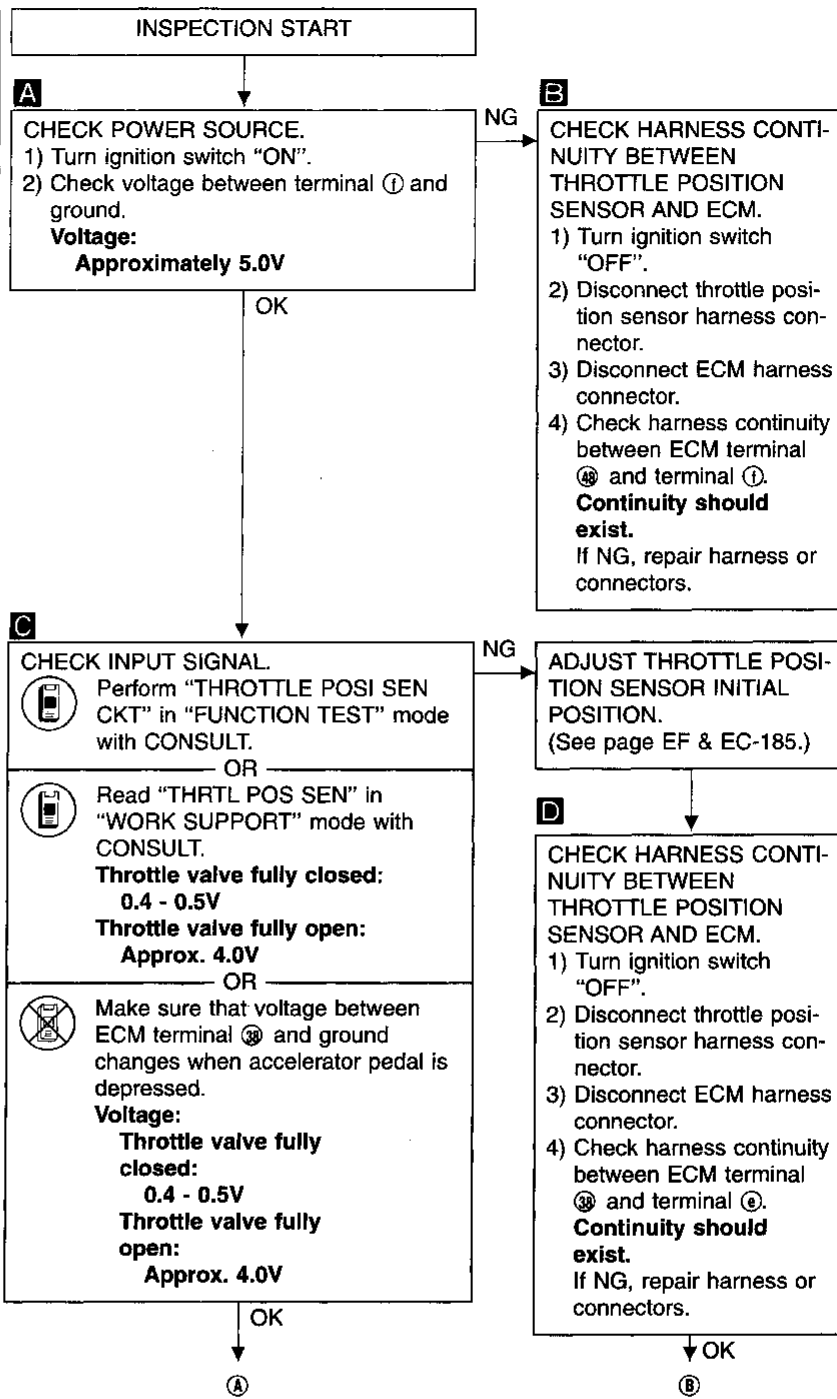 INSPECTION START
A
CHECK POWER SOURCE.
1) Turn ignition switch "ON".
2) Check voltage between terminal ⓕ and
ground.
Voltage:
Approximately 5.0V
NG
OK
B
CHECK HARNESS CONTI-
NUITY BETWEEN
THROTTLE POSITION
SENSOR AND ECM.
1) Turn ignition switch
"OFF".
2) Disconnect throttle posi-
tion sensor harness con-
nector.
3) Disconnect ECM harness
connector.
4) Check harness continuity
between ECM terminal
㊽ and terminal ⓕ.
Continuity should
exist.
If NG, repair harness or
connectors.
C
CHECK INPUT SIGNAL.
Perform "THROTTLE POSI SEN
CKT" in "FUNCTION TEST" mode
with CONSULT.
OR
Read "THRTL POS SEN" in
"WORK SUPPORT" mode with
CONSULT.
Throttle valve fully closed:
0.4 - 0.5V
Throttle valve fully open:
Approx. 4.0V
OR
Make sure that voltage between
ECM terminal ㊳ and ground
changes when accelerator pedal is
depressed.
Voltage:
Throttle valve fully
closed:
0.4 - 0.5V
Throttle valve fully
open:
Approx. 4.0V
NG
OK
Ⓐ
ADJUST THROTTLE POSI-
TION SENSOR INITIAL
POSITION.
(See page EF & EC-185.)
D
CHECK HARNESS CONTI-
NUITY BETWEEN
THROTTLE POSITION
SENSOR AND ECM.
1) Turn ignition switch
"OFF".
2) Disconnect throttle posi-
tion sensor harness con-
nector.
3) Disconnect ECM harness
connector.
4) Check harness continuity
between ECM terminal
㊳ and terminal ⓔ.
Continuity should
exist.
If NG, repair harness or
connectors.
OK
Ⓑ